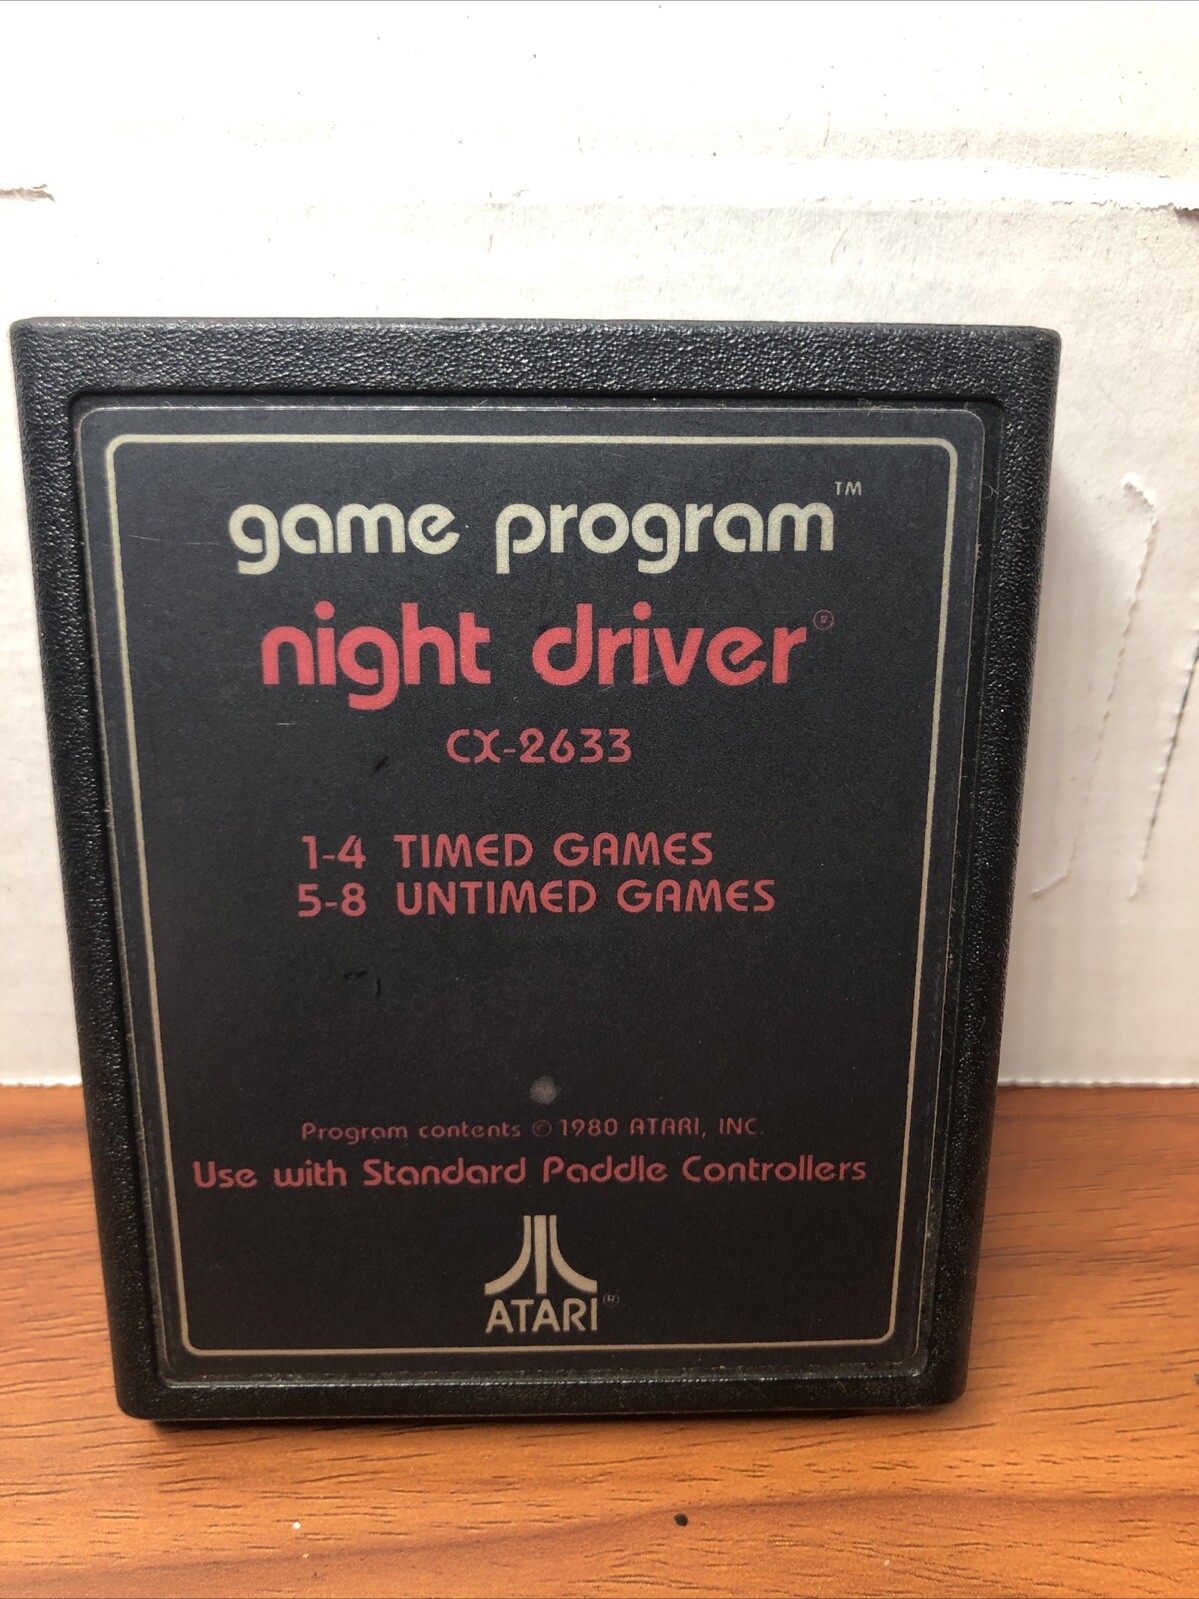 game program™
night driver®
CX-2633
1-4 TIMED GAMES
5-8 UNTIMED GAMES
Program contents © 1980 ATARI, INC.
Use with Standard Paddle Controllers
ATARI®